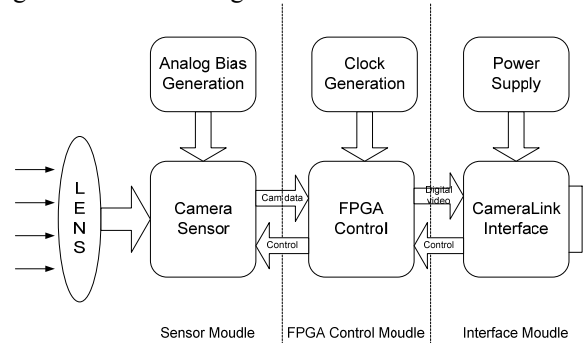 Analog Bias
Generation
Clock
Generation
Power
Supply
L
E
N
S
Camera
Sensor
Cam data
Control
FPGA
Control
Digital
video
Control
CameraLink
Interface
Sensor Moudle
FPGA Control Moudle
Interface Moudle